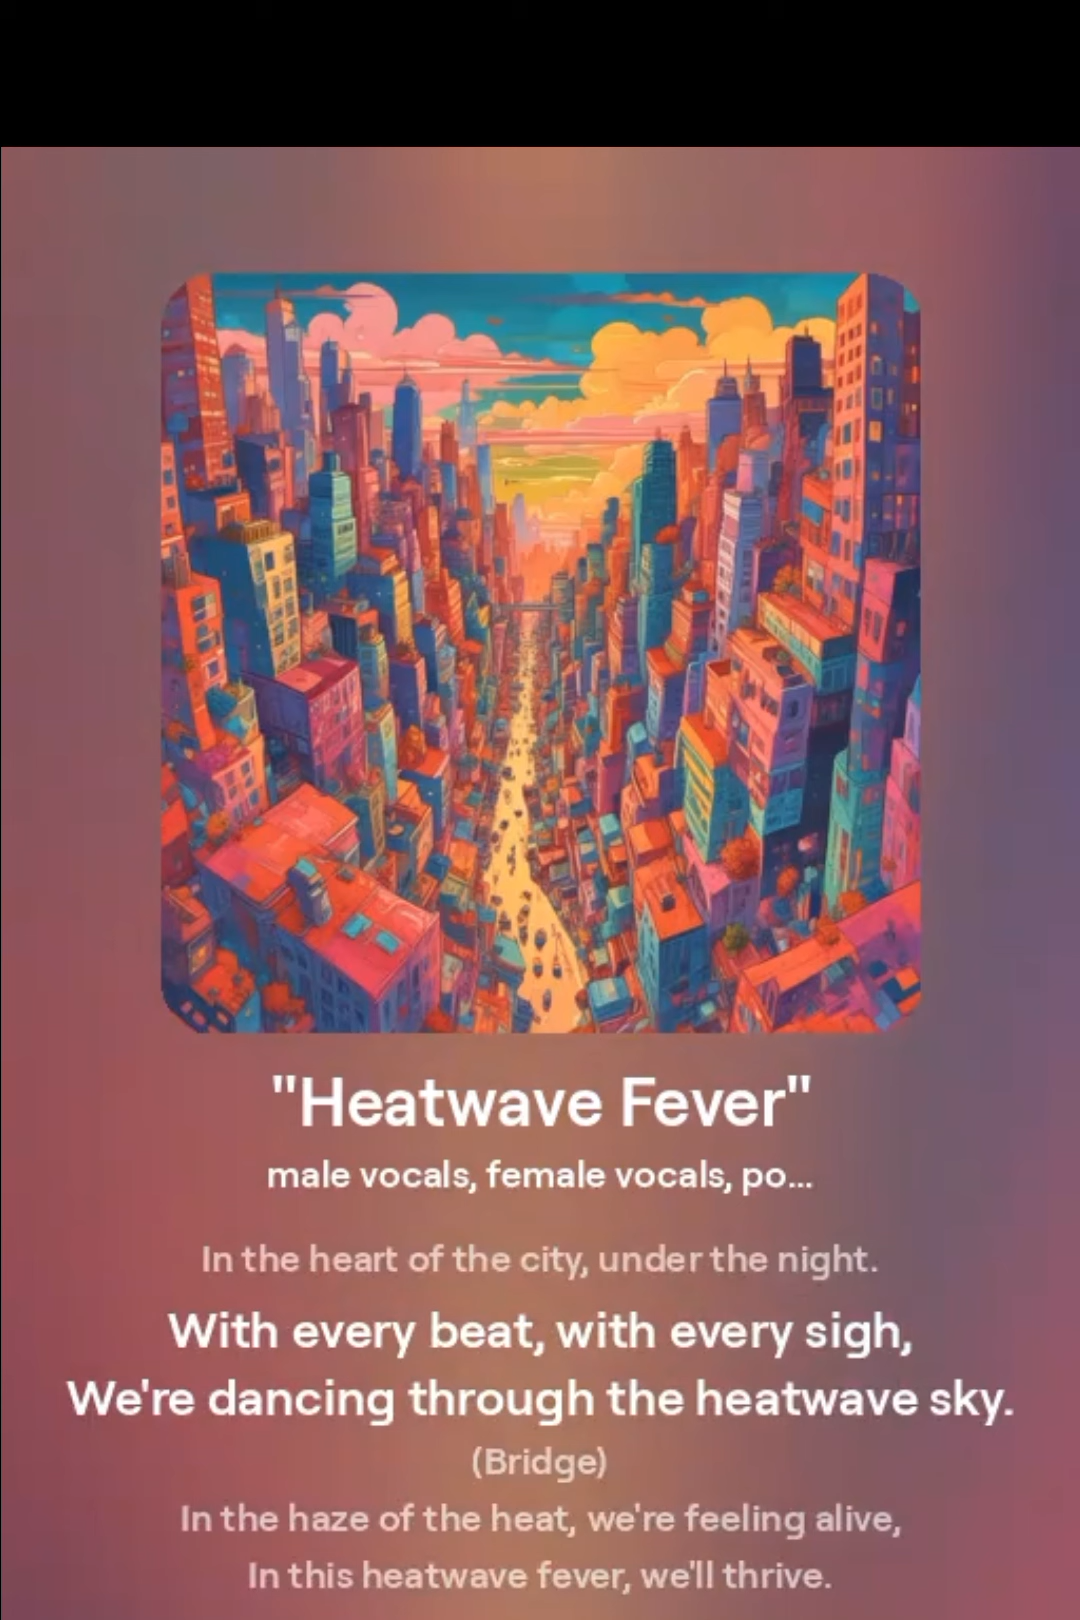 "Heatwave Fever"
male vocals, female vocals, po...
In the heart of the city, under the night.
With every beat, with every sigh,
We're dancing through the heatwave sky.
(Bridge)
In the haze of the heat, we're feeling alive,
In this heatwave fever, we'll thrive.